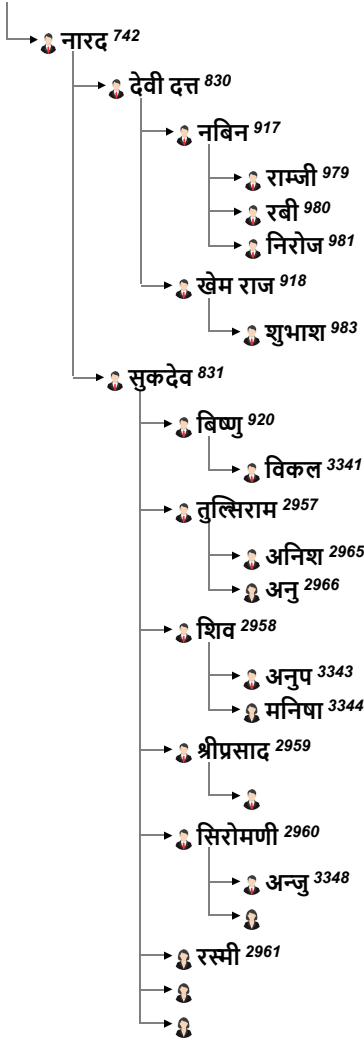 नारद 742
देवी दत्त 830
नबिन 917
राम्जी 979
रबी 980
निरोज 981
खेम राज 918
शुभाश 983
सुकदेव 831
बिष्णु 920
विकल 3341
तुल्सिराम 2957
अनिश 2965
अनु 2966
शिव 2958
अनुप 3343
मनिषा 3344
श्रीप्रसाद 2959
सिरोमणी 2960
अन्जु 3348
रस्मी 2961